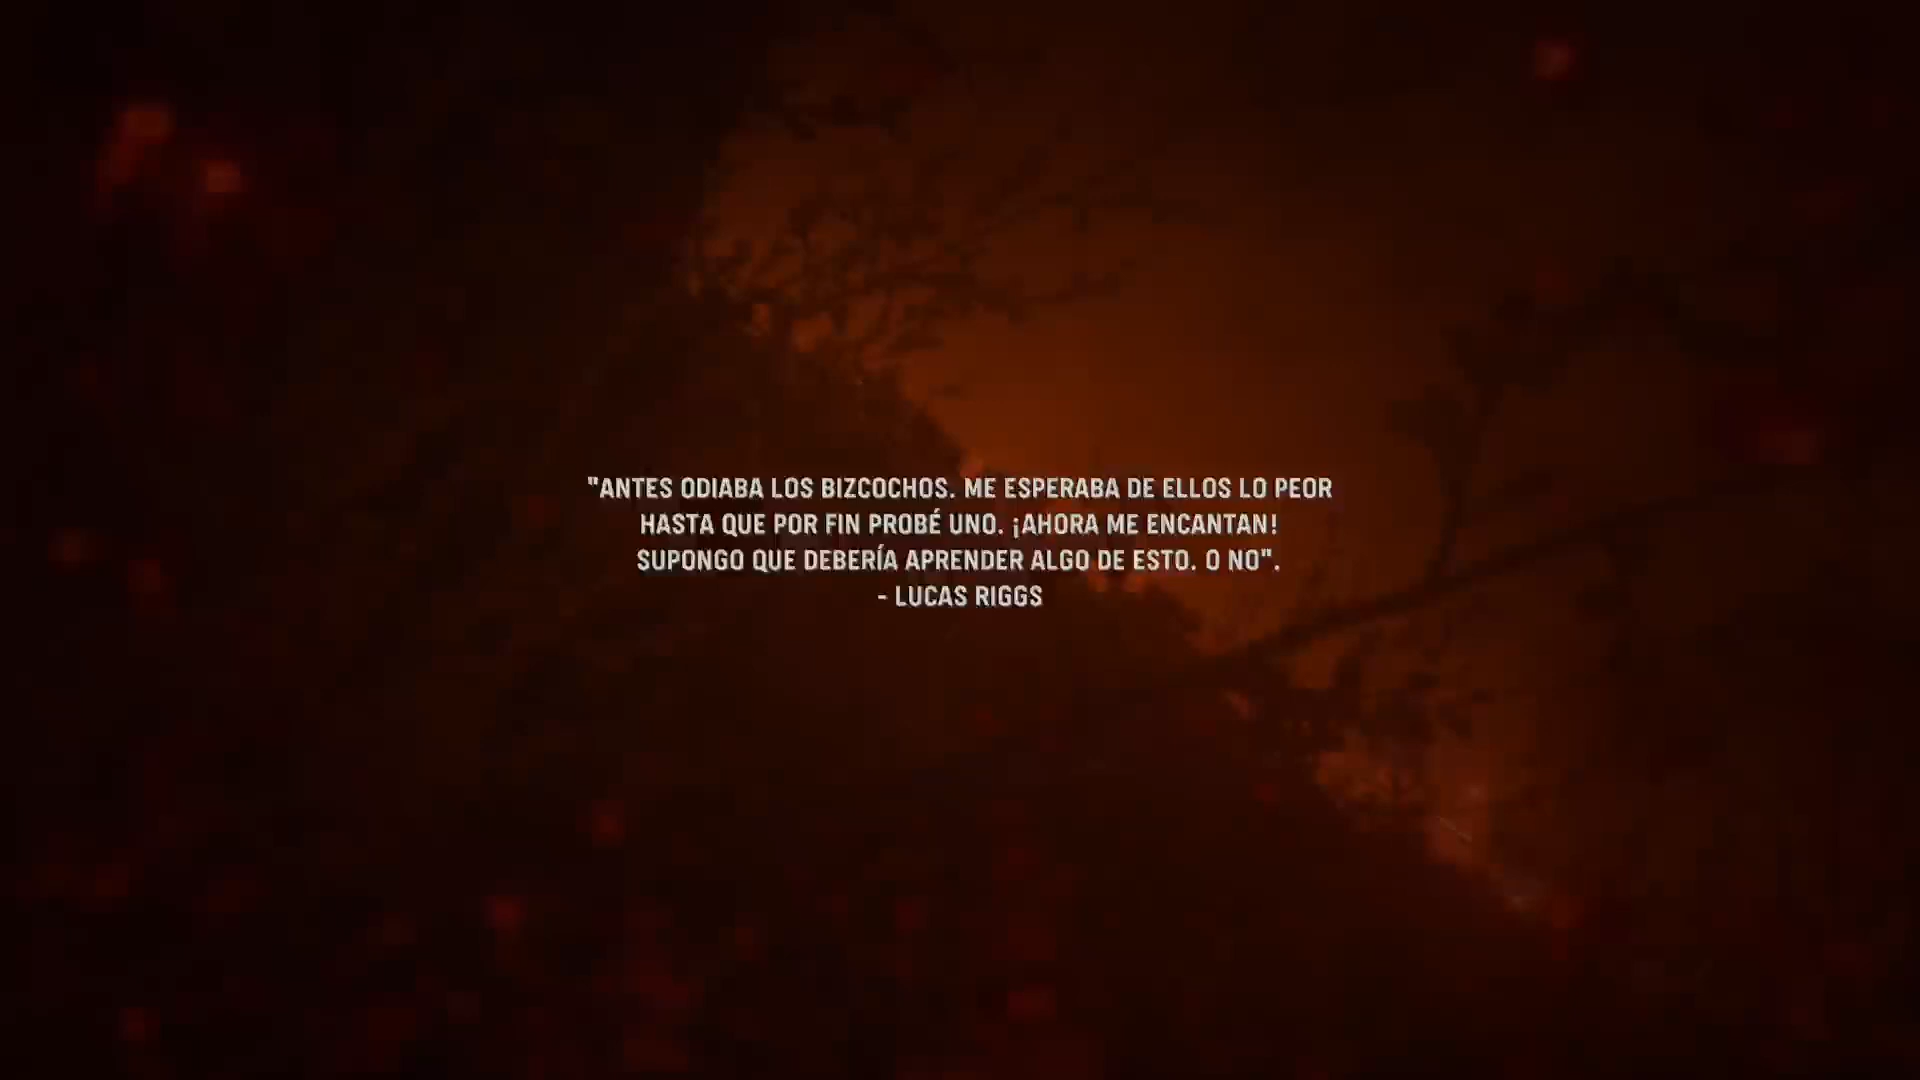 "ANTES ODIABA LOS BIZCOCHOS. ME ESPERABA DE ELLOS LO PEOR
HASTA QUE POR FIN PROBÉ UNO. ¡AHORA ME ENCANTAN!
SUPONGO QUE DEBERÍA APRENDER ALGO DE ESTO. O NO".
- LUCAS RIGGS